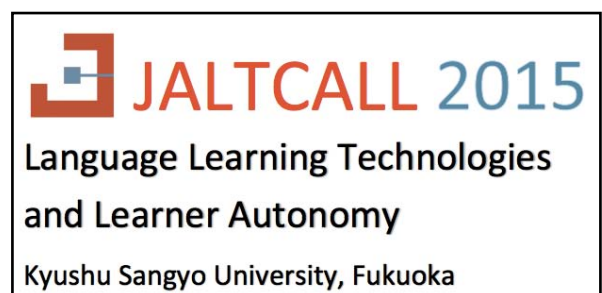 JALTCALL 2015
Language Learning Technologies
and Learner Autonomy
Kyushu Sangyo University, Fukuoka